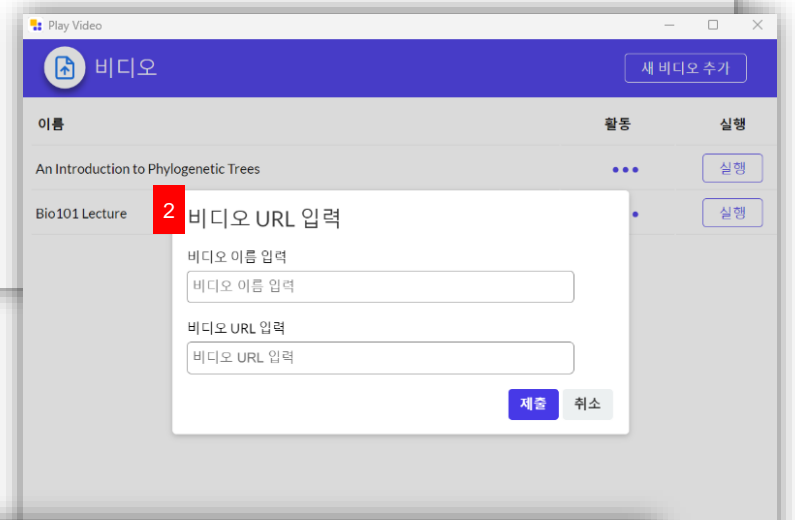 Play Video
비디오
새 비디오 추가
이름 활동 실행
An Introduction to Phylogenetic Trees ••• 실행
Bio101 Lecture 실행
2
비디오 URL 입력
비디오 이름 입력
비디오 이름 입력
비디오 URL 입력
비디오 URL 입력
제출 취소